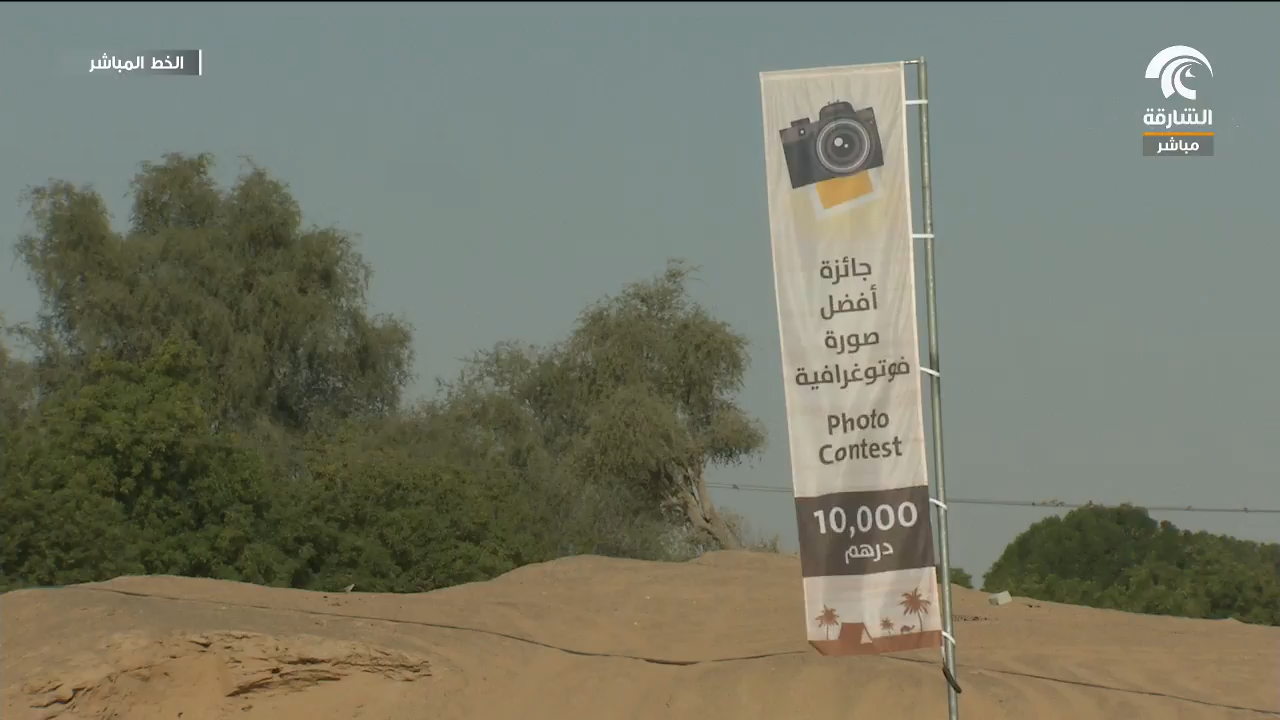 الخط المباشر
الشارقة
مباشر
جائزة
أفضل
صورة
فوتوغرافية
Photo
Contest
10,000
درهم